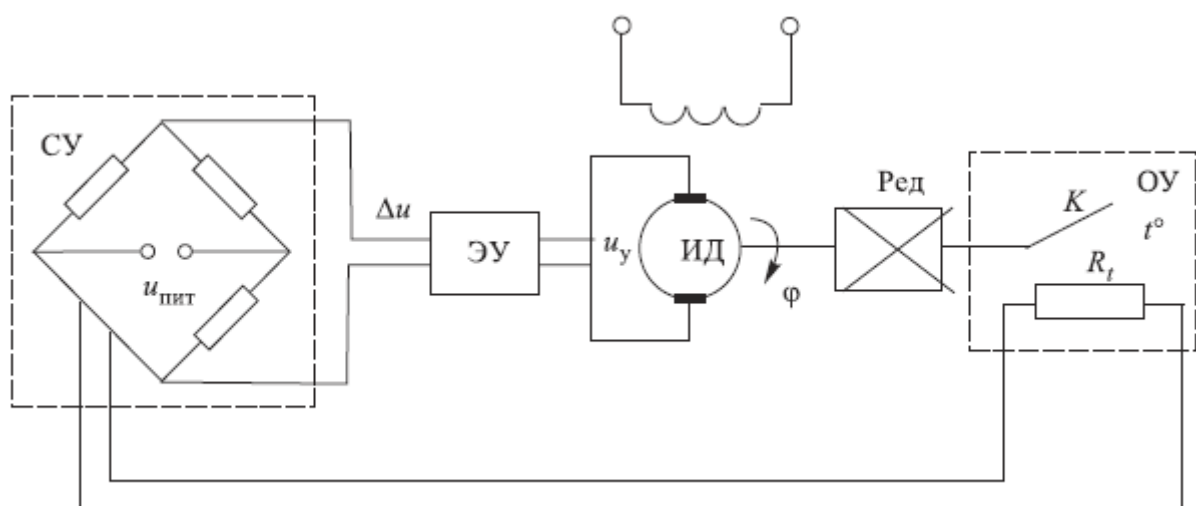 СУ
Δu
u_пит
ЭУ
u_у
ИД
φ
Ред
ОУ
K
t°
R_t